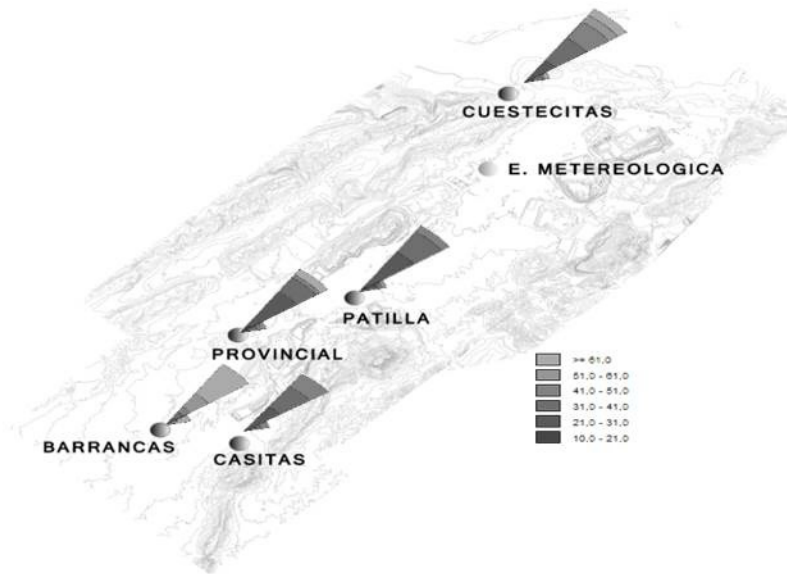 CUESTECITAS
E. METEREOLOGICA
PATILLA
PROVINCIAL
BARRANCAS
CASITAS
>= 61,0
51,0 - 61,0
41,0 - 51,0
31,0 - 41,0
21,0 - 31,0
10,0 - 21,0